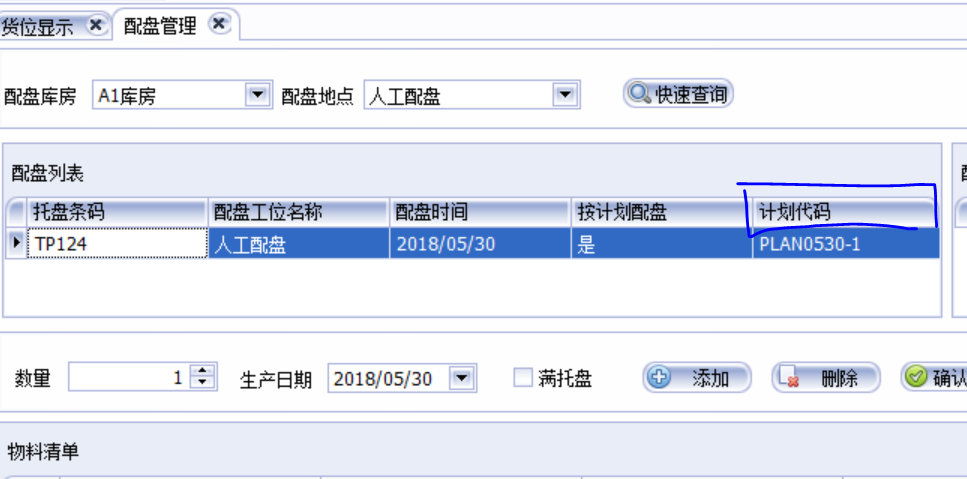 货位显示 配盘管理
配盘库房 A1库房 配盘地点 人工配盘 快速查询
配盘列表
托盘条码 配盘工位名称 配盘时间 按计划配盘 计划代码
TP124 人工配盘 2018/05/30 是 PLAN0530-1
数量 1 生产日期 2018/05/30 满托盘 添加 删除 确认
物料清单